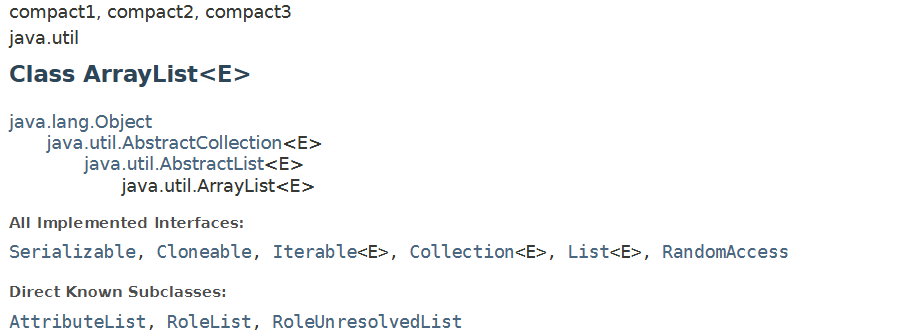 compact1, compact2, compact3
java.util
Class ArrayList<E>
java.lang.Object
java.util.AbstractCollection<E>
java.util.AbstractList<E>
java.util.ArrayList<E>
All Implemented Interfaces:
Serializable, Cloneable, Iterable<E>, Collection<E>, List<E>, RandomAccess
Direct Known Subclasses:
AttributeList, RoleList, RoleUnresolvedList